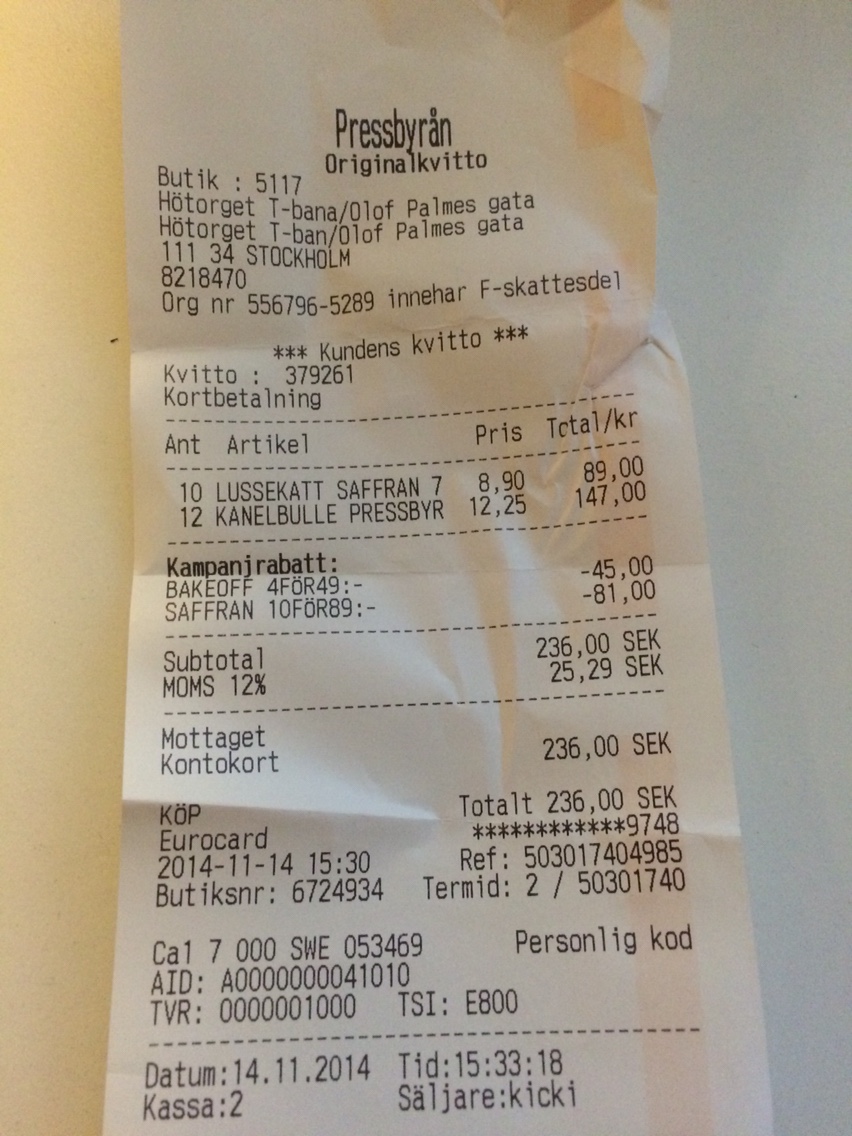 Pressbyrån
Originalkvitto
Butik : 5117
Hötorget T-bana/Olof Palmes gata
Hötorget T-ban/Olof Palmes gata
111 34 STOCKHOLM
8218470
Org nr 556796-5289 innehar F-skattesdel
*** Kundens kvitto ***
Kvitto : 379261
Kortbetalning
Ant Artikel Pris Total/kr
10 LUSSEKATT SAFFRAN 7 8,90 89,00
12 KANELBULLE PRESSBYR 12,25 147,00
Kampanjrabatt:
BAKEOFF 4FÖR49:- -45,00
SAFFRAN 10FÖR89:- -81,00
Subtotal 236,00 SEK
MOMS 12% 25,29 SEK
Mottaget
Kontokort 236,00 SEK
KÖP Totalt 236,00 SEK
Eurocard ************9748
2014-11-14 15:30 Ref: 503017404985
Butiksnr: 6724934 Termid: 2 / 50301740
Ca1 7 000 SWE 053469 Personlig kod
AID: A0000000041010
TVR: 0000001000 TSI: E800
Datum:14.11.2014 Tid:15:33:18
Kassa:2 Säljare:kicki